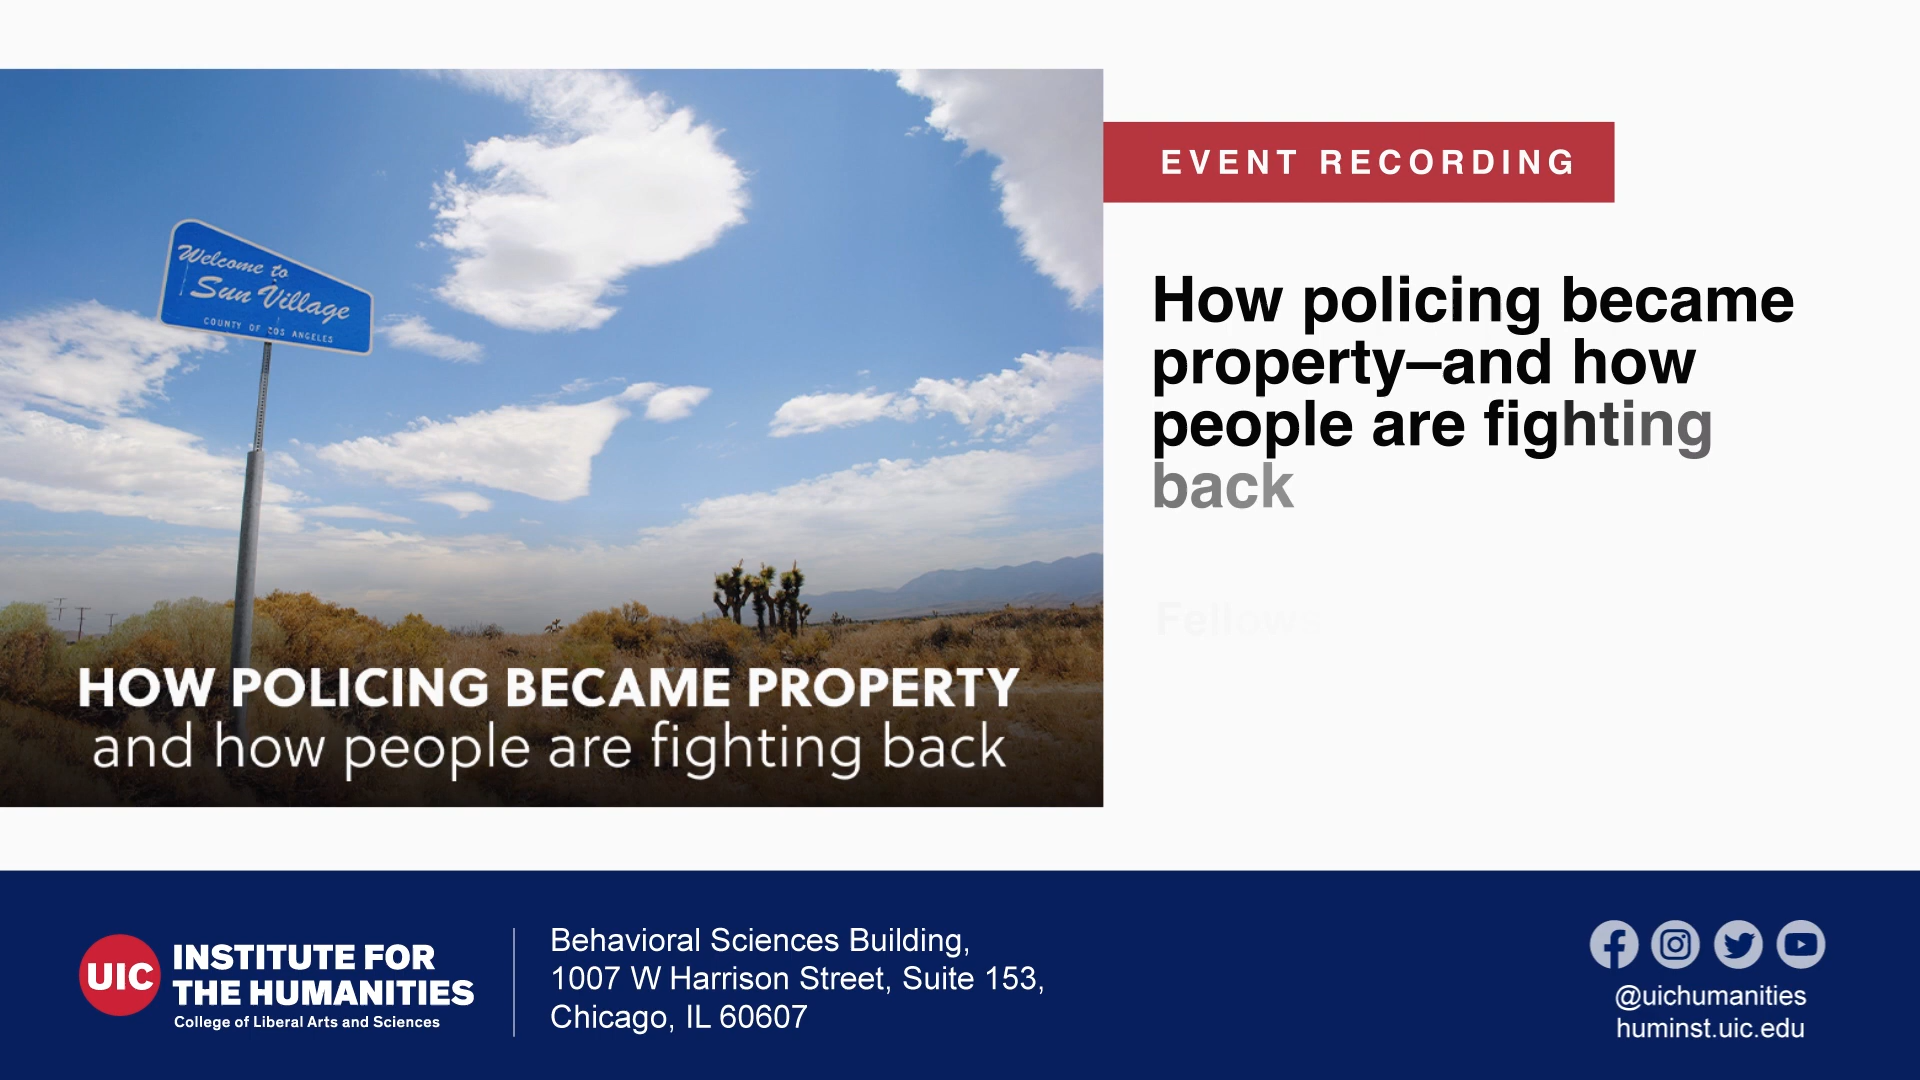 Welcome to
Sun Village
COUNTY OF LOS ANGELES
HOW POLICING BECAME PROPERTY
and how people are fighting back
EVENT RECORDING
How policing became
property–and how
people are fighting
back
UIC
INSTITUTE FOR
THE HUMANITIES
College of Liberal Arts and Sciences
Behavioral Sciences Building,
1007 W Harrison Street, Suite 153,
Chicago, IL 60607
@uichumanities
huminst.uic.edu